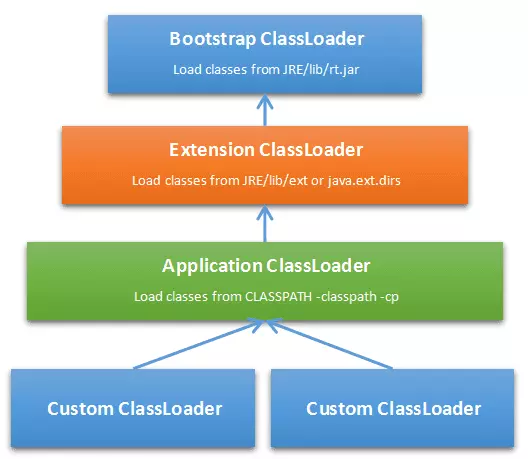 Bootstrap ClassLoader
Load classes from JRE/lib/rt.jar
Extension ClassLoader
Load classes from JRE/lib/ext or java.ext.dirs
Application ClassLoader
Load classes from CLASSPATH -classpath -cp
Custom ClassLoader
Custom ClassLoader